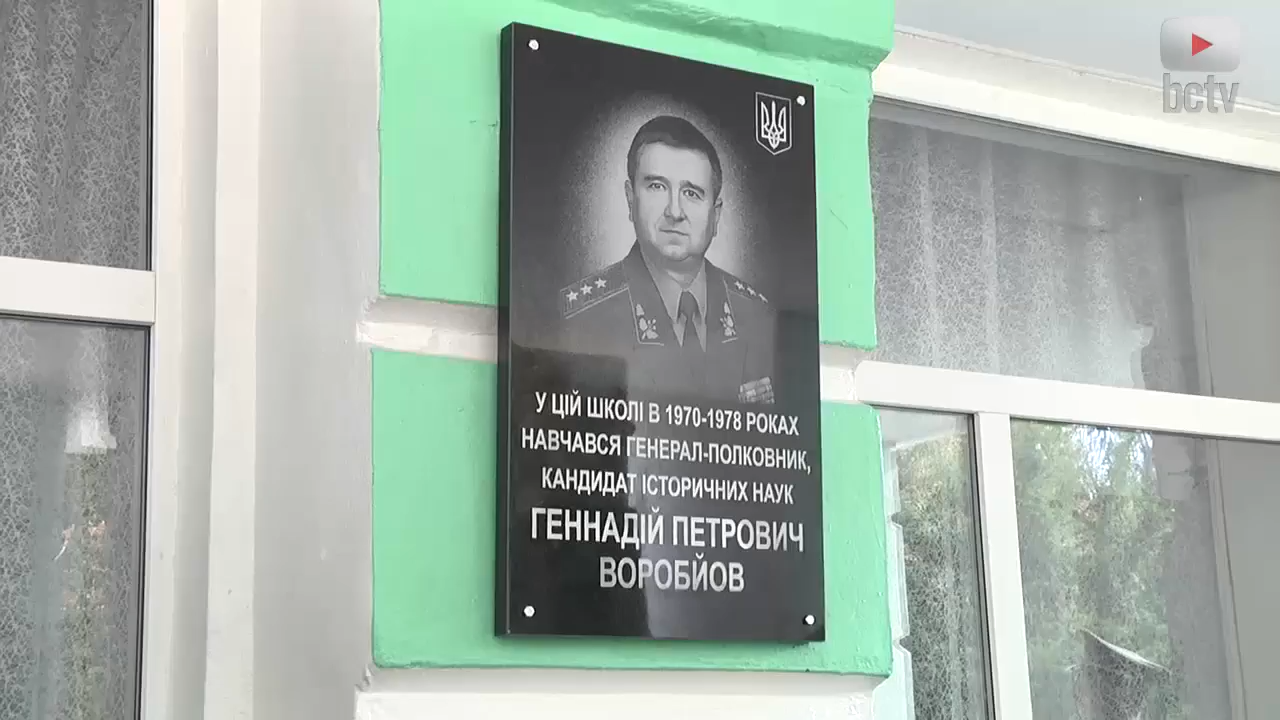 bctv
У ЦІЙ ШКОЛІ В 1970-1978 РОКАХ
НАВЧАВСЯ ГЕНЕРАЛ-ПОЛКОВНИК,
КАНДИДАТ ІСТОРИЧНИХ НАУК
ГЕННАДІЙ ПЕТРОВИЧ
ВОРОБЙОВ